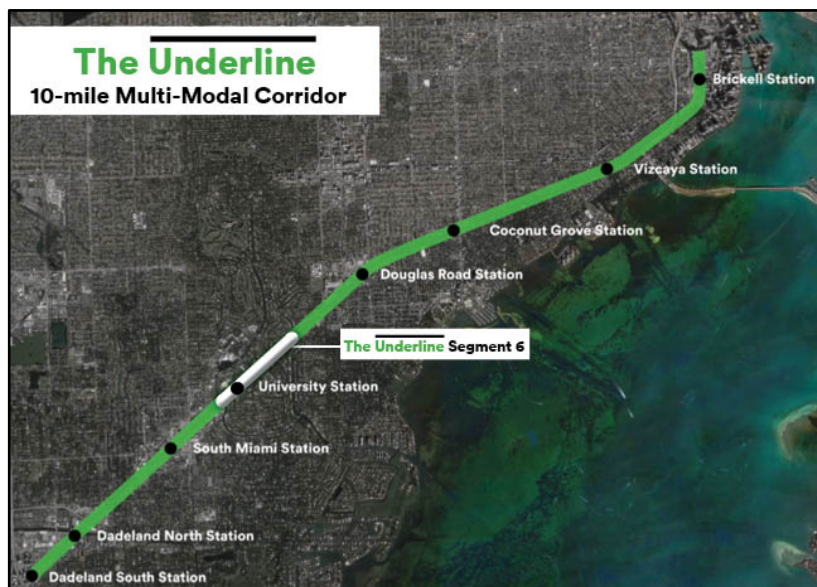 The Underline
10-mile Multi-Modal Corridor
Brickell Station
Vizcaya Station
Coconut Grove Station
Douglas Road Station
The Underline Segment 6
University Station
South Miami Station
Dadeland North Station
Dadeland South Station